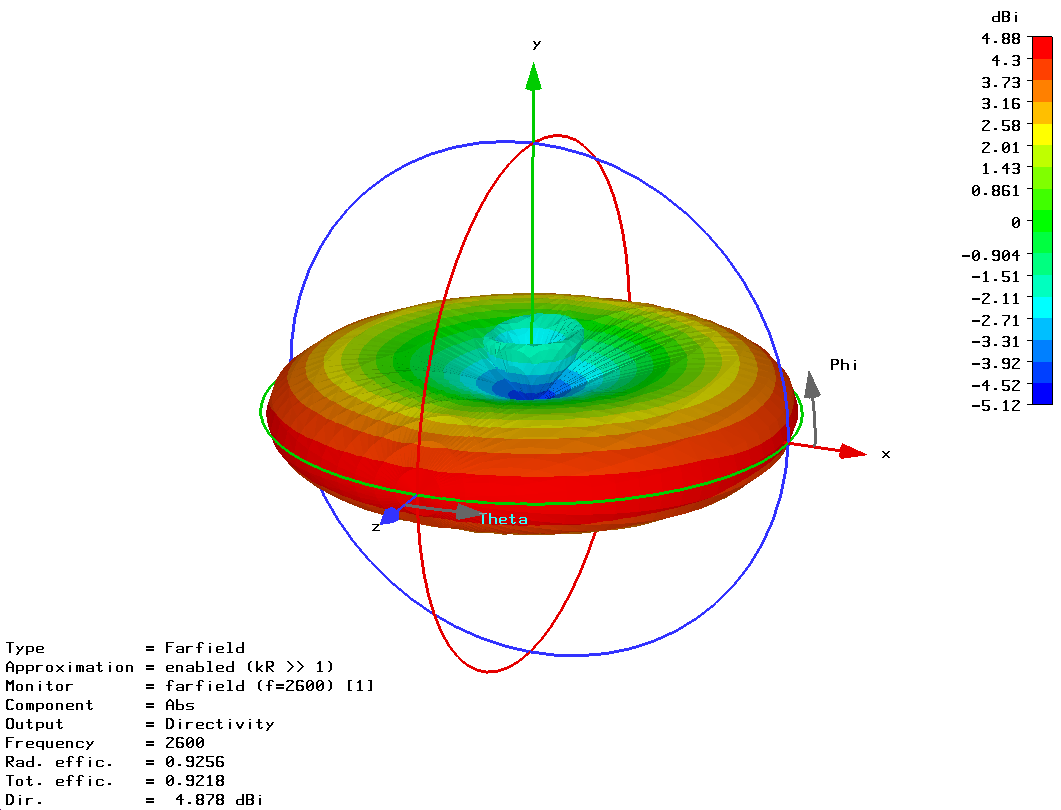 dBi
4.88
4.3
3.73
3.16
2.58
2.01
1.43
0.861
0
-0.904
-1.51
-2.11
-2.71
-3.31
-3.92
-4.52
-5.12
y
Phi
x
z
Theta
Type = Farfield
Approximation = enabled (kR >> 1)
Monitor = farfield (f=2600) [1]
Component = Abs
Output = Directivity
Frequency = 2600
Rad. effic. = 0.9256
Tot. effic. = 0.9218
Dir. = 4.878 dBi